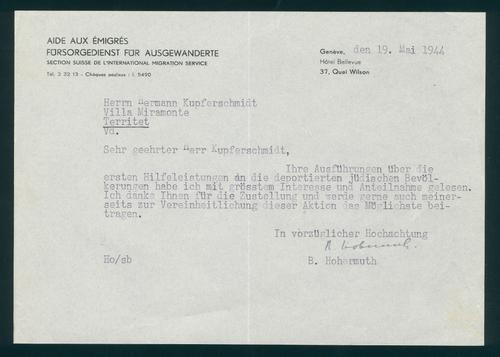 AIDE AUX ÉMIGRÉS
FÜRSORGEDIENST FÜR AUSGEWANDERTE
SECTION SUISSE DE L'INTERNATIONAL MIGRATION SERVICE
Tél. 2 32 13 - Chèques postaux : I. 5490
Genève, den 19. Mai 1944
Hôtel Bellevue
37, Quai Wilson
Herrn Hermann Kupferschmidt
Villa Miramonte
Territet
Vd.
Sehr geehrter Herr Kupferschmidt,
Ihre Ausführungen über die
ersten Hilfeleistungen an die deportierten jüdischen Bevöl-
kerungen habe ich mit grösstem Interesse und Anteilnahme gelesen.
Ich danke Ihnen für die Zustellung und werde gerne auch meiner-
seits zur Vereinheitlichung dieser Aktion das Möglichste bei-
tragen.
In vorzüglicher Hochachtung
Ho/sb
B. Hohermuth